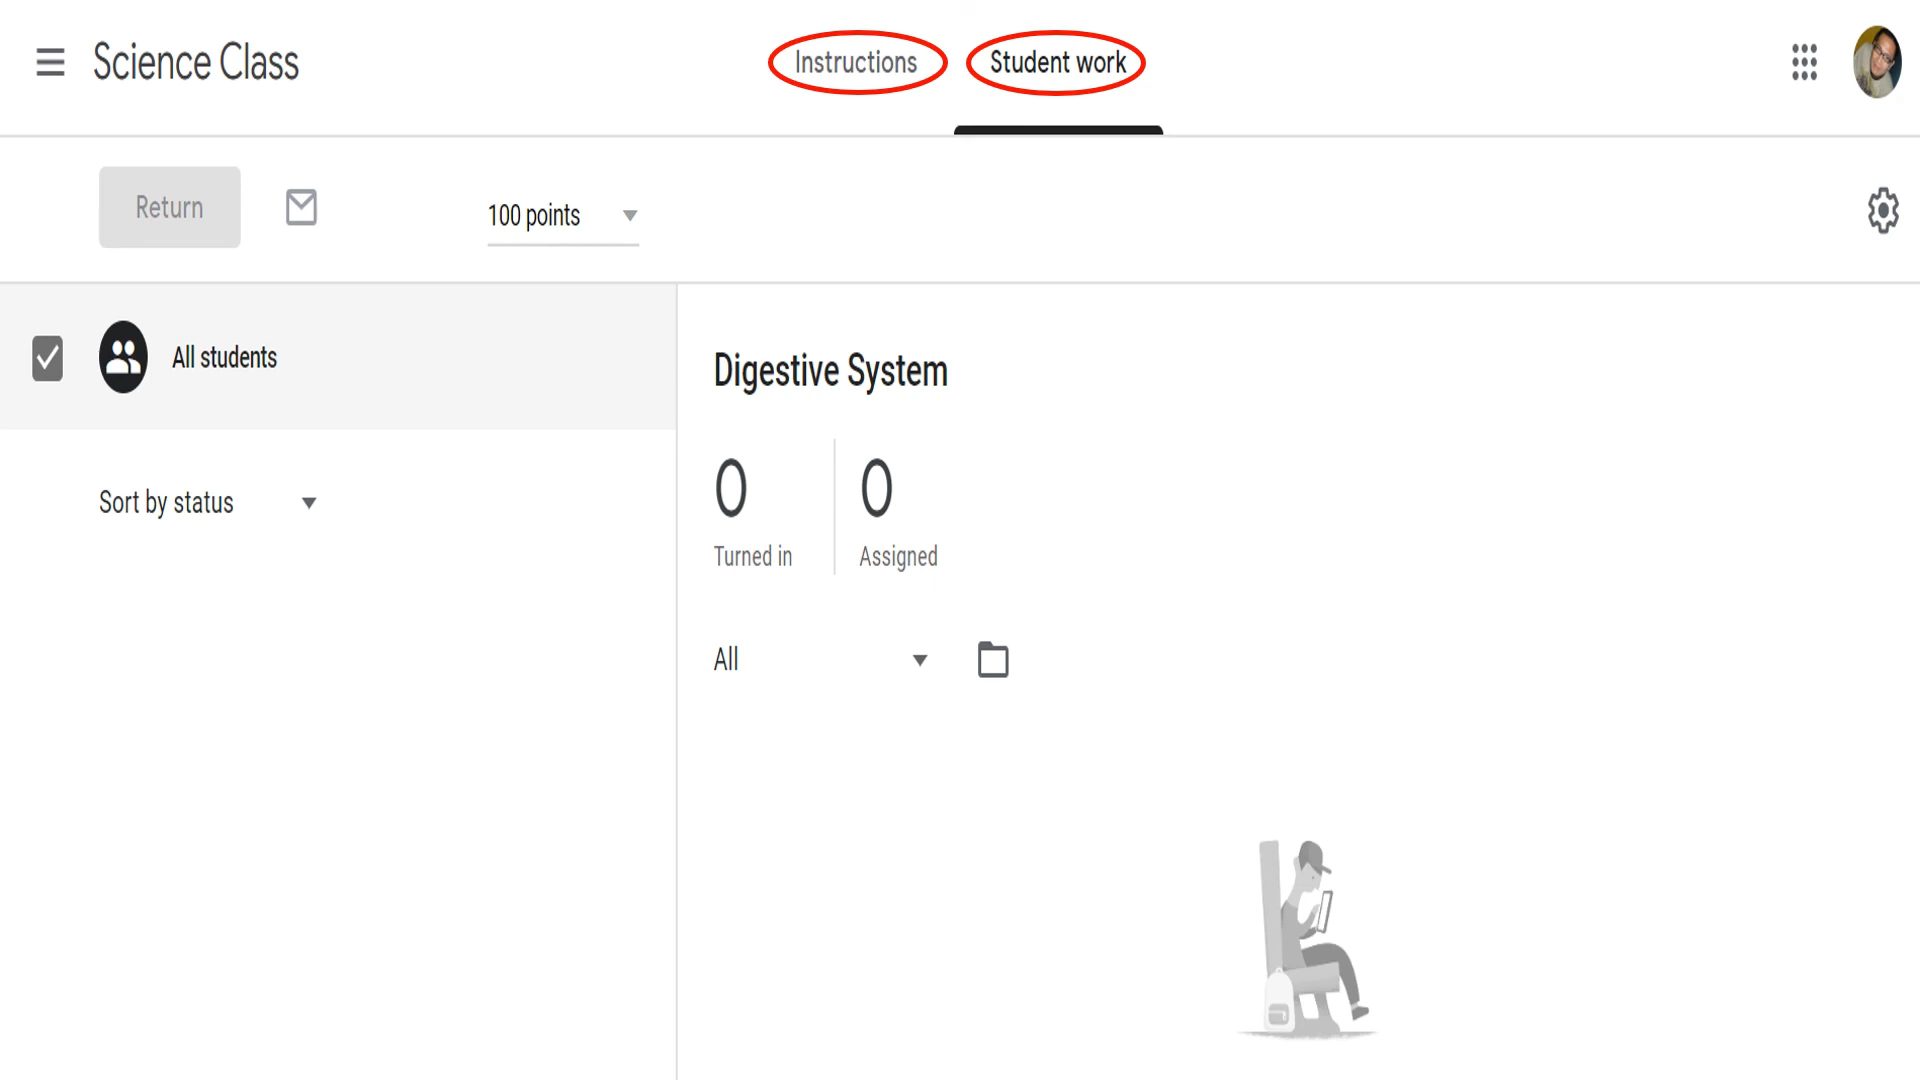 Science Class
Instructions
Student work
Return
100 points
All students
Sort by status
Digestive System
0
0
Turned in
Assigned
All